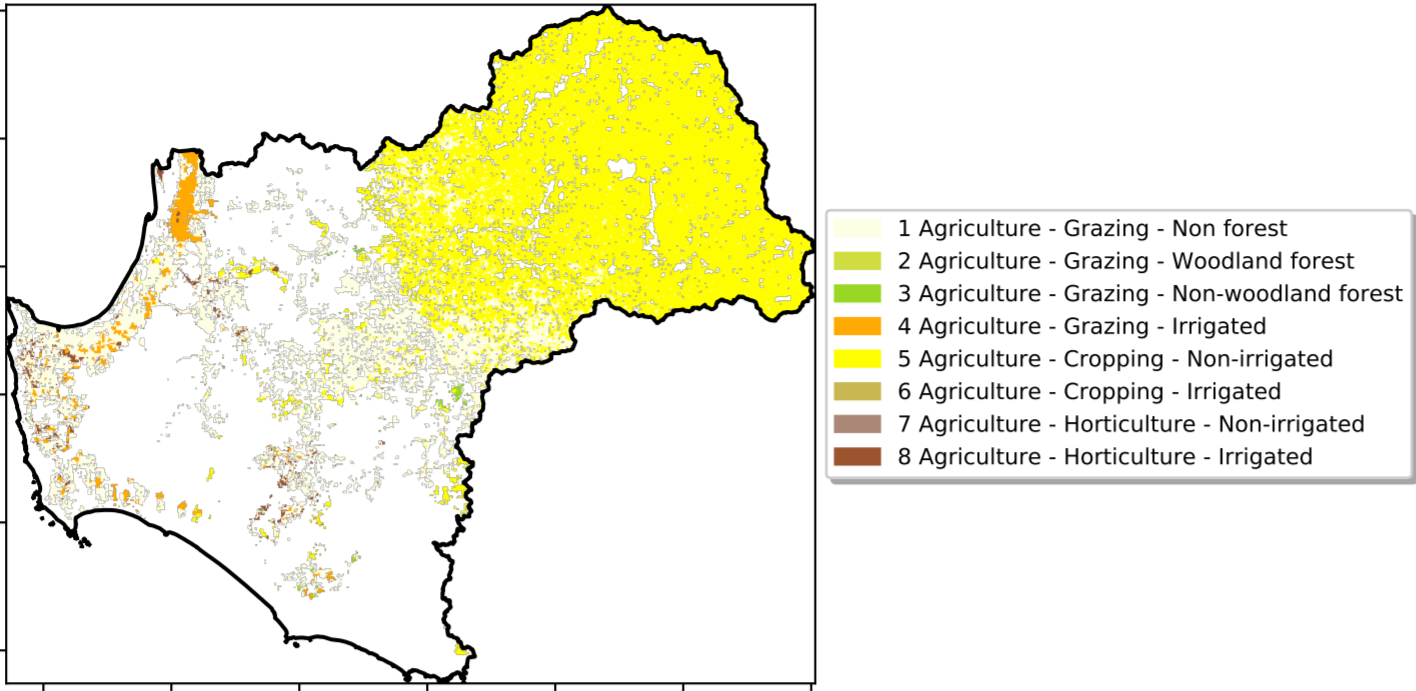 1 Agriculture - Grazing - Non forest
2 Agriculture - Grazing - Woodland forest
3 Agriculture - Grazing - Non-woodland forest
4 Agriculture - Grazing - Irrigated
5 Agriculture - Cropping - Non-irrigated
6 Agriculture - Cropping - Irrigated
7 Agriculture - Horticulture - Non-irrigated
8 Agriculture - Horticulture - Irrigated